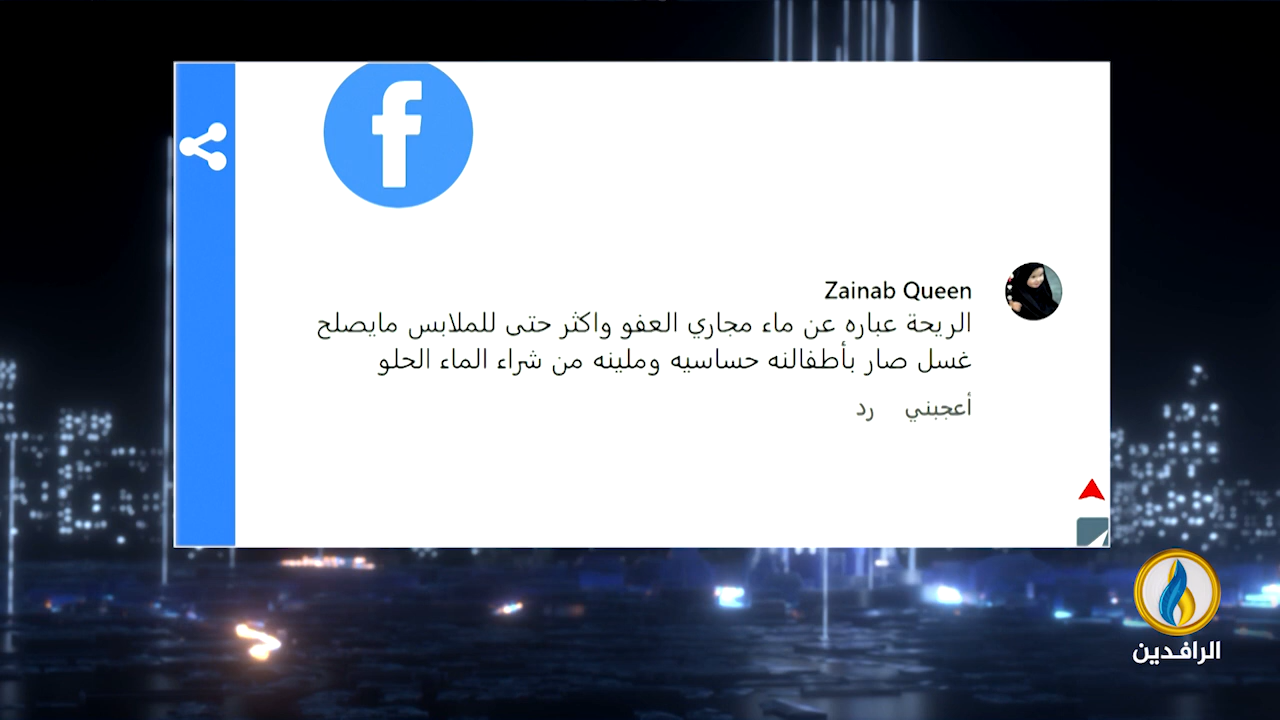 Zainab Queen
الريحة عباره عن ماء مجاري العفو واكثر حتى للملابس مايصلح
غسل صار بأطفالنه حساسيه وملينه من شراء الماء الحلو
أعجبني رد
الرافدين